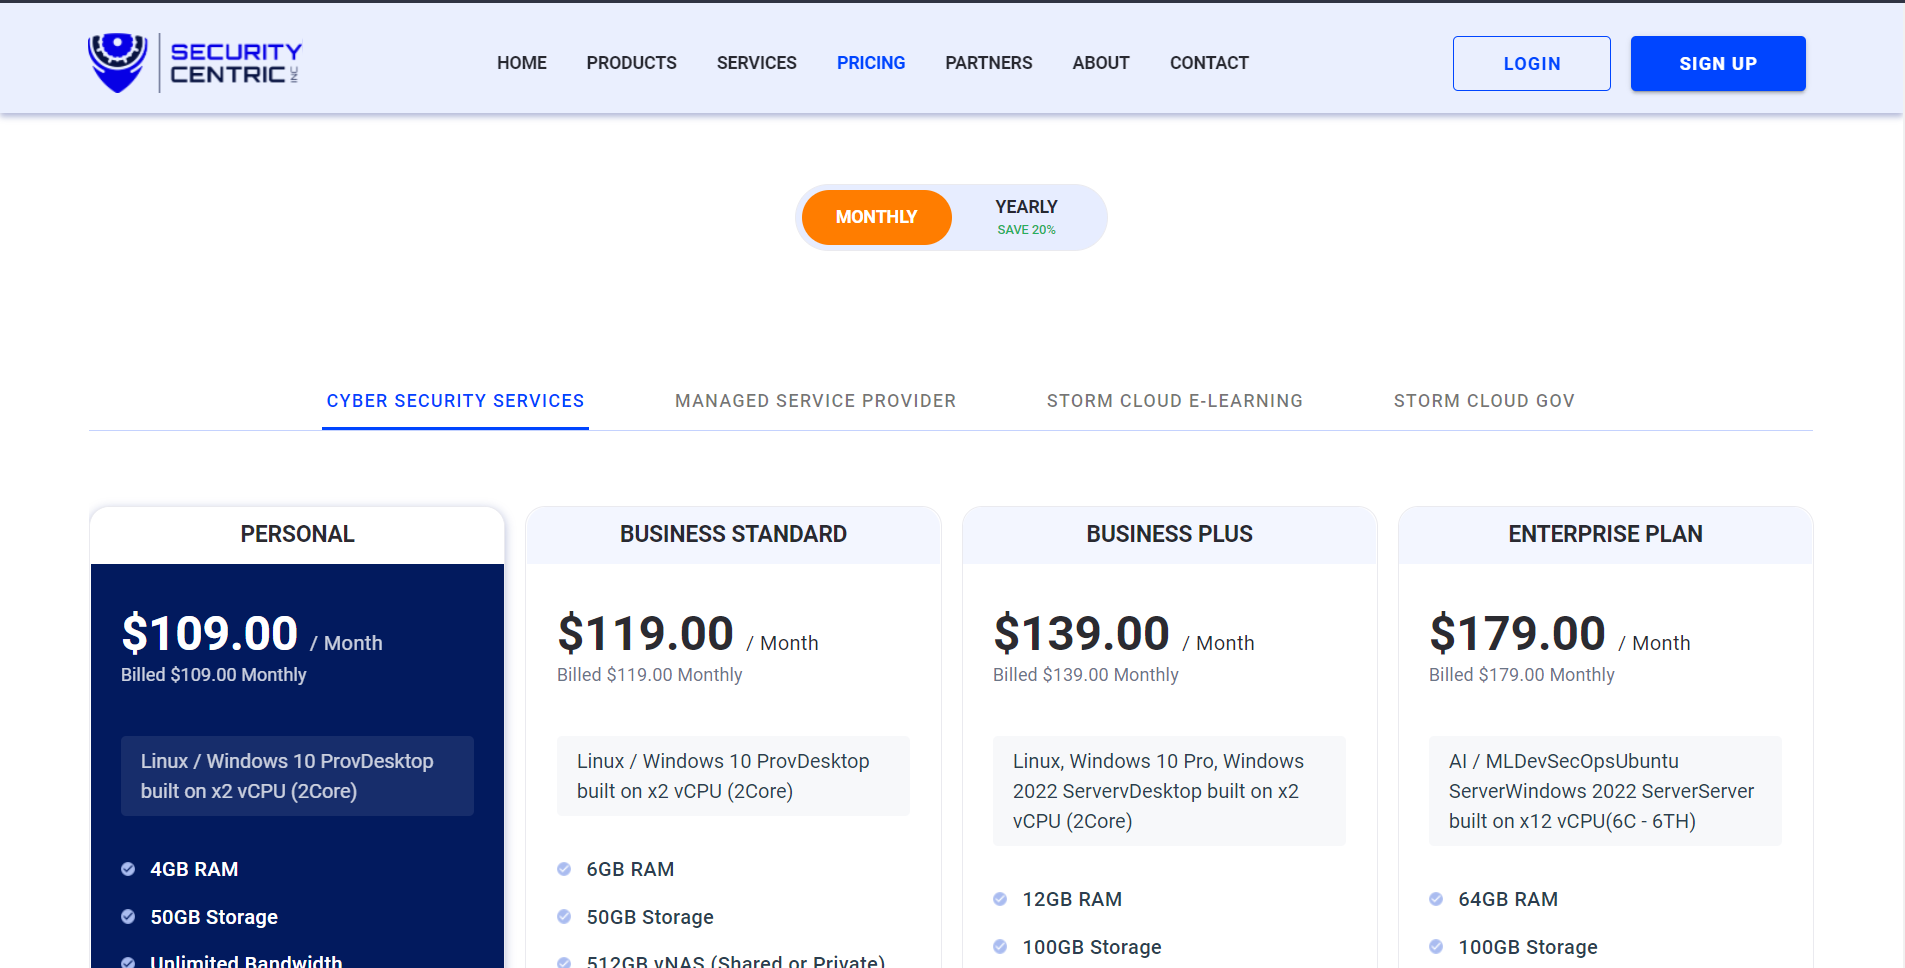 SECURITY
CENTRIC INC
HOME PRODUCTS SERVICES PRICING PARTNERS ABOUT CONTACT
LOGIN SIGN UP
MONTHLY
YEARLY
SAVE 20%
CYBER SECURITY SERVICES MANAGED SERVICE PROVIDER STORM CLOUD E-LEARNING STORM CLOUD GOV
PERSONAL
$109.00 / Month
Billed $109.00 Monthly
Linux / Windows 10 ProvDesktop
built on x2 vCPU (2Core)
4GB RAM
50GB Storage
Unlimited Bandwidth
BUSINESS STANDARD
$119.00 / Month
Billed $119.00 Monthly
Linux / Windows 10 ProvDesktop
built on x2 vCPU (2Core)
6GB RAM
50GB Storage
512GB vNAS (Shared or Private)
BUSINESS PLUS
$139.00 / Month
Billed $139.00 Monthly
Linux, Windows 10 Pro, Windows
2022 ServervDesktop built on x2
vCPU (2Core)
12GB RAM
100GB Storage
ENTERPRISE PLAN
$179.00 / Month
Billed $179.00 Monthly
AI / MLDevSecOpsUbuntu
ServerWindows 2022 ServerServer
built on x12 vCPU(6C - 6TH)
64GB RAM
100GB Storage